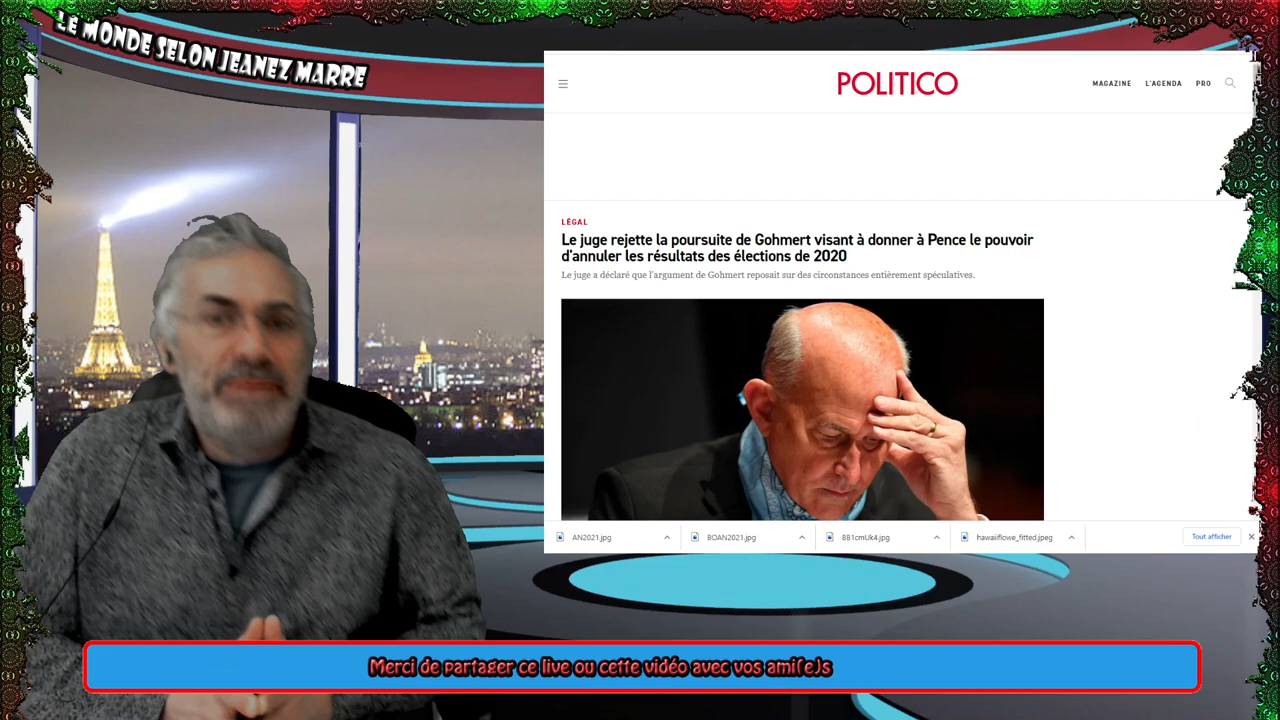 LE MONDE SELON JEANEZ MARRE
POLITICO
MAGAZINE L'AGENDA PRO
LÉGAL
Le juge rejette la poursuite de Gohmert visant à donner à Pence le pouvoir
d'annuler les résultats des élections de 2020
Le juge a déclaré que l'argument de Gohmert reposait sur des circonstances entièrement spéculatives.
AN2021.jpg BOAN2021.jpg BB1cmUk4.jpg hawaiiflowe_fitted.jpeg Tout afficher
Merci de partager ce live ou cette vidéo avec vos ami(e)s